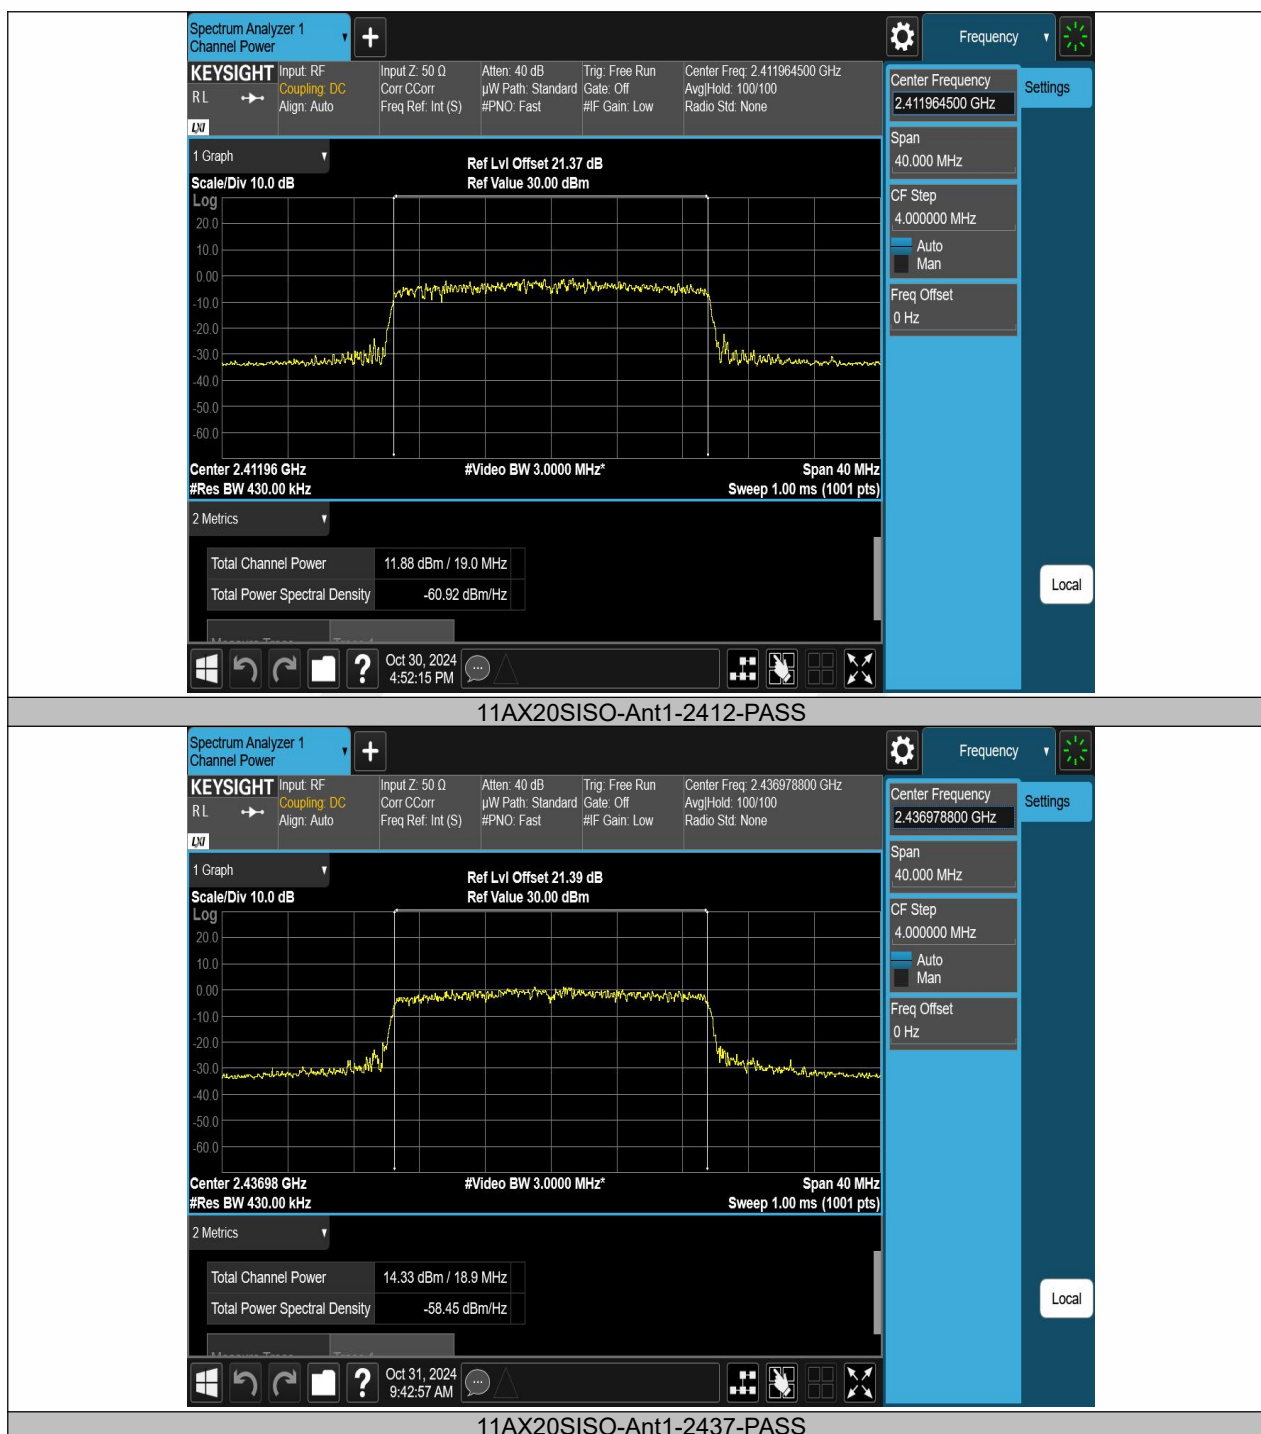 Spectrum Analyzer 1
Channel Power
Frequency
KEYSIGHT
R L
LXI
Input: RF
Coupling: DC
Align: Auto
Input Z: 50 Ω
Corr CCorr
Freq Ref: Int (S)
Atten: 40 dB
µW Path: Standard
#PNO: Fast
Trig: Free Run
Gate: Off
#IF Gain: Low
Center Freq: 2.411964500 GHz
Avg|Hold: 100/100
Radio Std: None
Center Frequency
2.411964500 GHz
Settings
Span
40.000 MHz
CF Step
4.000000 MHz
Auto
Man
Freq Offset
0 Hz
1 Graph
Scale/Div 10.0 dB
Ref Lvl Offset 21.37 dB
Ref Value 30.00 dBm
Log
20.0
10.0
0.00
-10.0
-20.0
-30.0
-40.0
-50.0
-60.0
Center 2.41196 GHz
#Video BW 3.0000 MHz*
Span 40 MHz
#Res BW 430.00 kHz
Sweep 1.00 ms (1001 pts)
2 Metrics
Total Channel Power 11.88 dBm / 19.0 MHz
Total Power Spectral Density -60.92 dBm/Hz
Local
Oct 30, 2024
4:52:15 PM
11AX20SISO-Ant1-2412-PASS
Spectrum Analyzer 1
Channel Power
Frequency
KEYSIGHT
R L
LXI
Input: RF
Coupling: DC
Align: Auto
Input Z: 50 Ω
Corr CCorr
Freq Ref: Int (S)
Atten: 40 dB
µW Path: Standard
#PNO: Fast
Trig: Free Run
Gate: Off
#IF Gain: Low
Center Freq: 2.436978800 GHz
Avg|Hold: 100/100
Radio Std: None
Center Frequency
2.436978800 GHz
Settings
Span
40.000 MHz
CF Step
4.000000 MHz
Auto
Man
Freq Offset
0 Hz
1 Graph
Scale/Div 10.0 dB
Ref Lvl Offset 21.39 dB
Ref Value 30.00 dBm
Log
20.0
10.0
0.00
-10.0
-20.0
-30.0
-40.0
-50.0
-60.0
Center 2.43698 GHz
#Video BW 3.0000 MHz*
Span 40 MHz
#Res BW 430.00 kHz
Sweep 1.00 ms (1001 pts)
2 Metrics
Total Channel Power 14.33 dBm / 18.9 MHz
Total Power Spectral Density -58.45 dBm/Hz
Local
Oct 31, 2024
9:42:57 AM
11AX20SISO-Ant1-2437-PASS